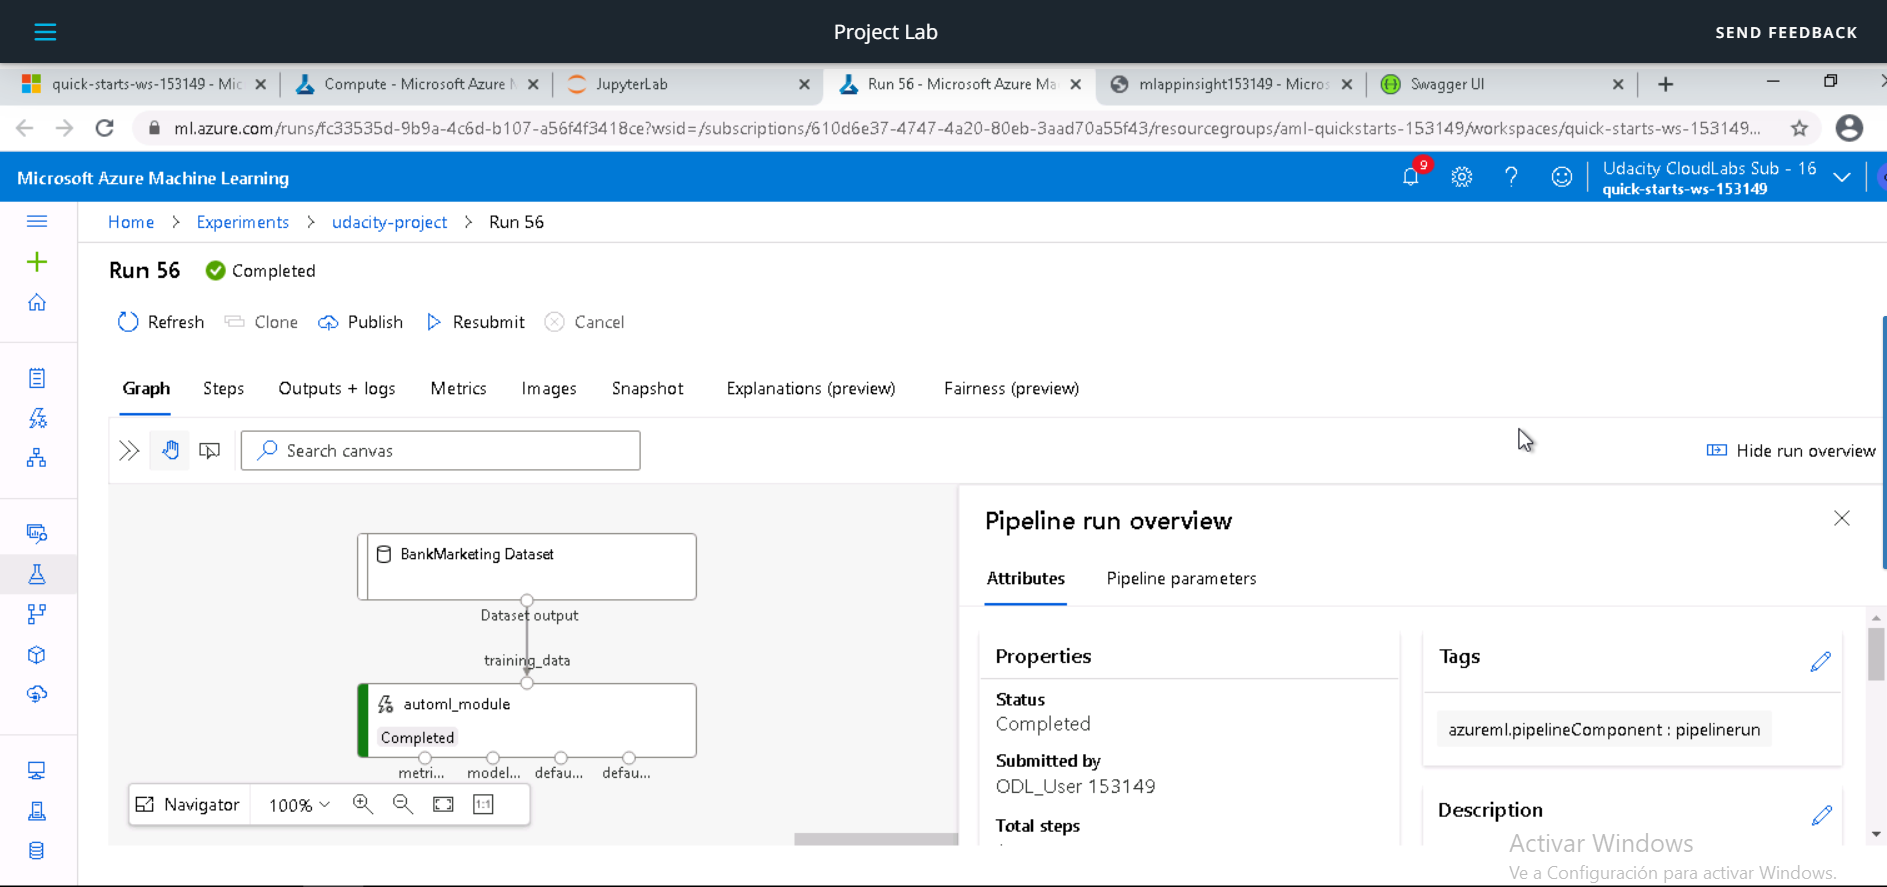 Project Lab
SEND FEEDBACK
quick-starts-ws-153149 - Mic
Compute - Microsoft Azure M
JupyterLab
Run 56 - Microsoft Azure Ma
mlappinsight153149 - Micros
Swagger UI
ml.azure.com/runs/fc33535d-9b9a-4c6d-b107-a56f4f3418ce?wsid=/subscriptions/610d6e37-4747-4a20-80eb-3aad70a55f43/resourcegroups/aml-quickstarts-153149/workspaces/quick-starts-ws-153149...
Microsoft Azure Machine Learning
9
Udacity CloudLabs Sub - 16
quick-starts-ws-153149
Home > Experiments > udacity-project > Run 56
Run 56
Completed
Refresh
Clone
Publish
Resubmit
Cancel
Graph
Steps
Outputs + logs
Metrics
Images
Snapshot
Explanations (preview)
Fairness (preview)
Search canvas
Hide run overview
BankMarketing Dataset
Dataset output
training_data
automl_module
Completed
metri...
model...
defau...
defau...
Navigator
100%
1:1
Pipeline run overview
Attributes
Pipeline parameters
Properties
Status
Completed
Submitted by
ODL_User 153149
Total steps
Tags
azureml.pipelineComponent : pipelinerun
Description
Activar Windows
Ve a Configuración para activar Windows.